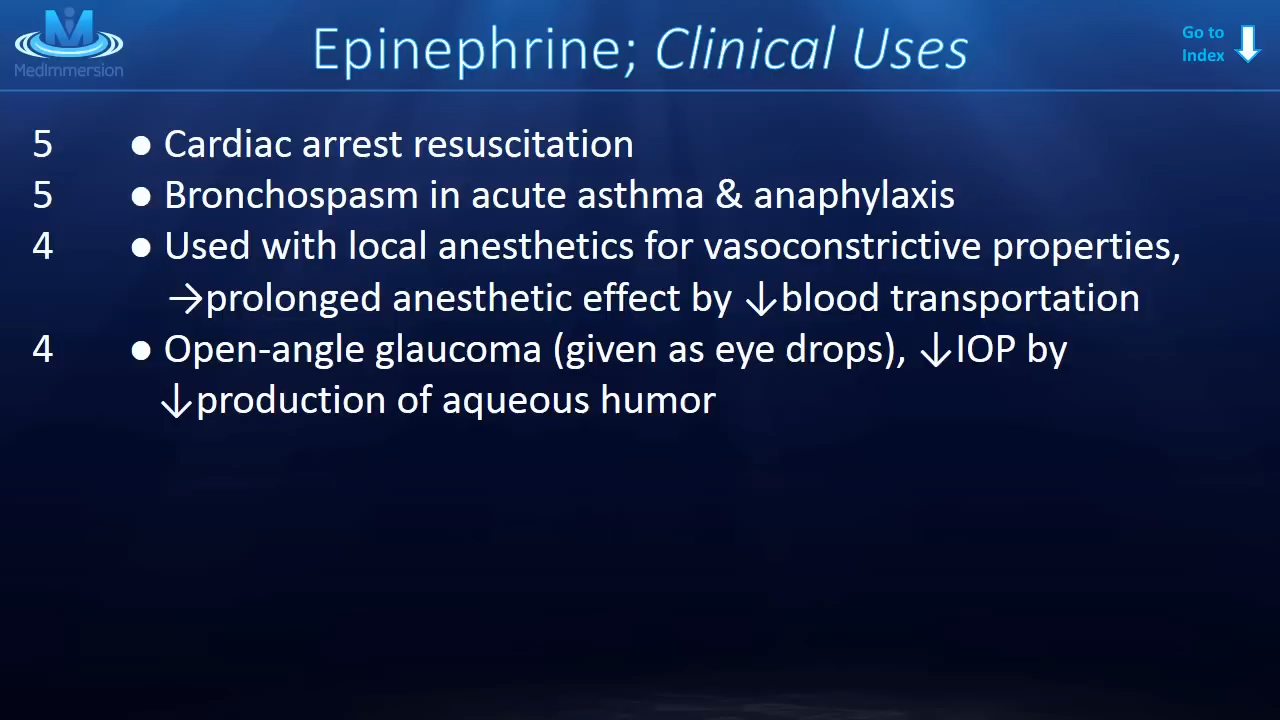 MedImmersion
Epinephrine; Clinical Uses
Go to
Index
5 ● Cardiac arrest resuscitation
5 ● Bronchospasm in acute asthma & anaphylaxis
4 ● Used with local anesthetics for vasoconstrictive properties,
→prolonged anesthetic effect by ↓blood transportation
4 ● Open-angle glaucoma (given as eye drops), ↓IOP by
↓production of aqueous humor